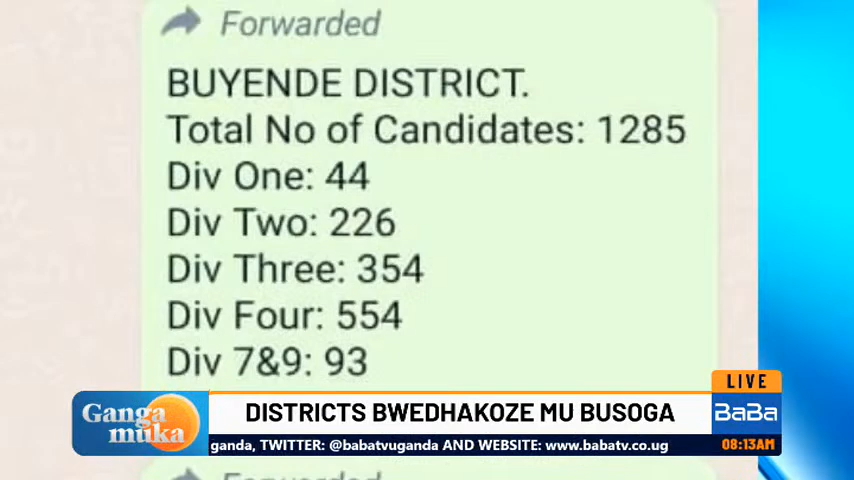 Forwarded
BUYENDE DISTRICT.
Total No of Candidates: 1285
Div One: 44
Div Two: 226
Div Three: 354
Div Four: 554
Div 7&9: 93
LIVE
Ganga
muka
DISTRICTS BWEDHAKOZE MU BUSOGA
BaBa
ganda, TWITTER: @babatvuganda AND WEBSITE: www.babatv.co.ug
08:13AM
Forwarded